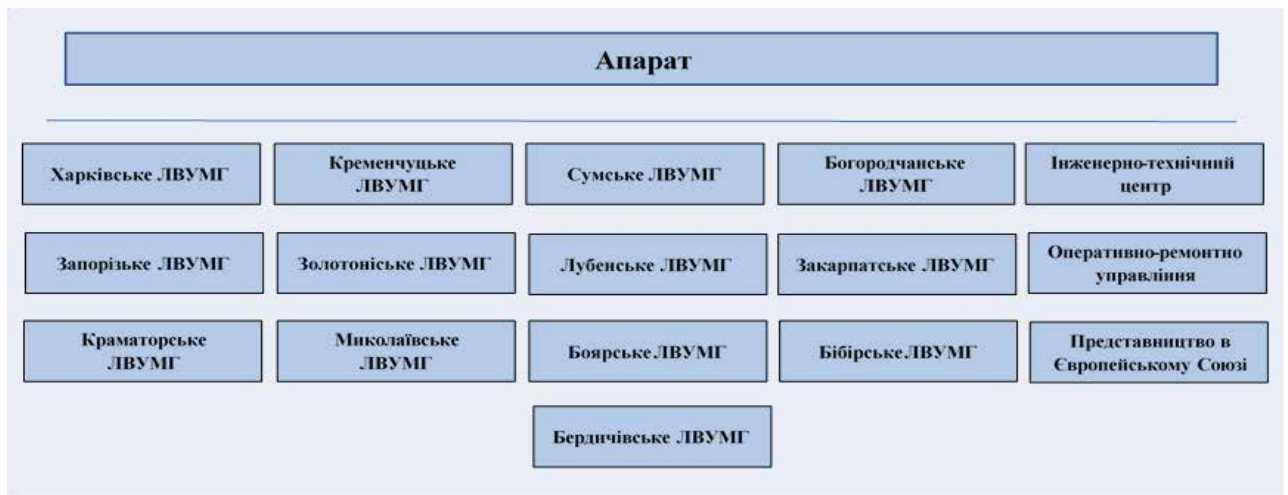 Апарат
Харківське ЛВУМГ
Кременчуцьке
ЛВУМГ
Сумське ЛВУМГ
Богородчанське
ЛВУМГ
Інженерно-технічний
центр
Запорізьке ЛВУМГ
Золотоніське ЛВУМГ
Лубенське ЛВУМГ
Закарпатське ЛВУМГ
Оперативно-ремонтно
управління
Краматорське
ЛВУМГ
Миколаївське
ЛВУМГ
Боярське ЛВУМГ
Бібірське ЛВУМГ
Представництво в
Європейському Союзі
Бердичівське ЛВУМГ